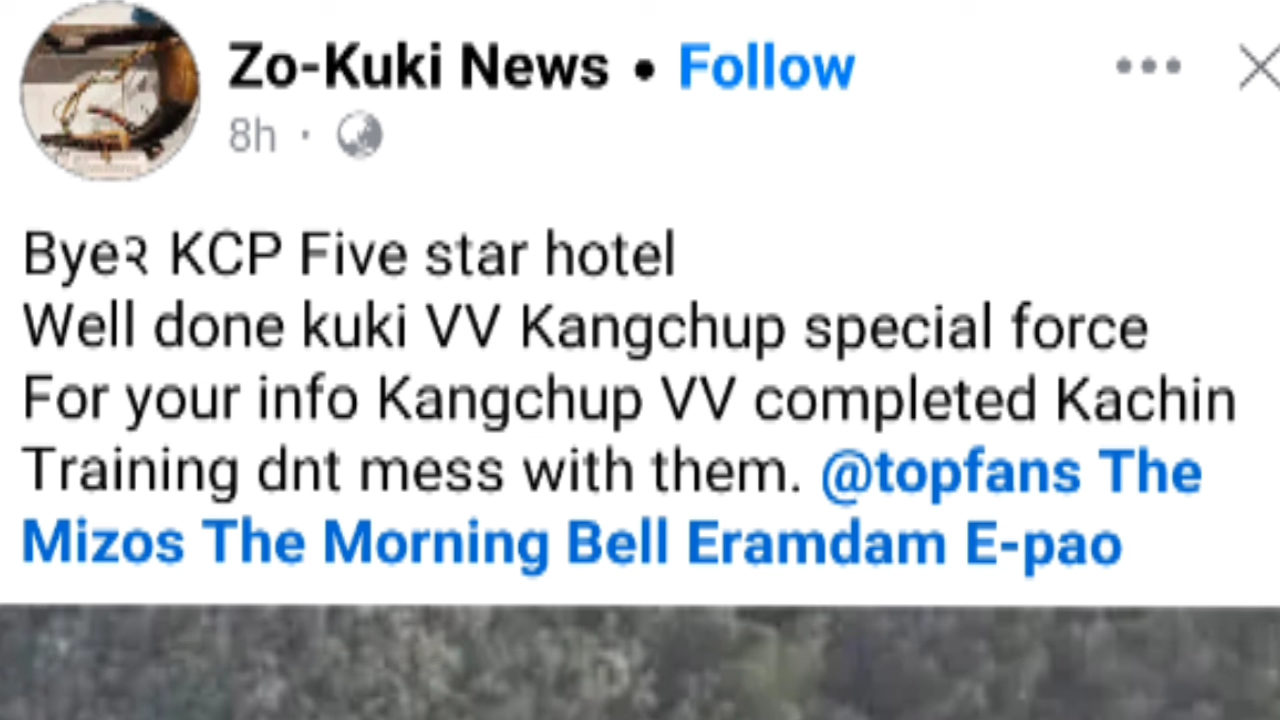 Zo-Kuki News • Follow
8h ·
Bye२ KCP Five star hotel
Well done kuki VV Kangchup special force
For your info Kangchup VV completed Kachin
Training dnt mess with them. @topfans The
Mizos The Morning Bell Eramdam E-pao